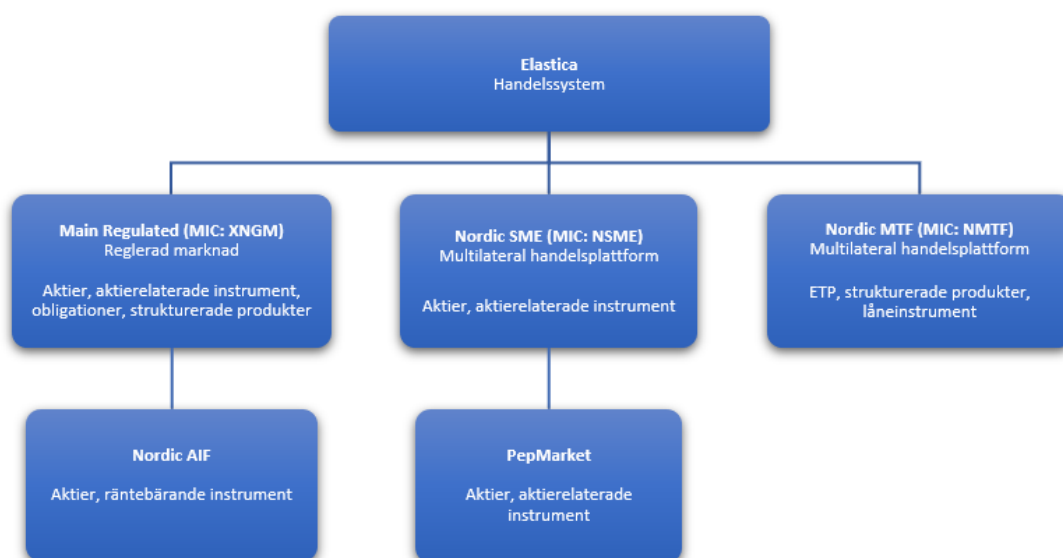 Elastica
Handelssystem
Main Regulated (MIC: XNGM)
Reglerad marknad
Aktier, aktierelaterade instrument,
obligationer, strukturerade produkter
Nordic SME (MIC: NSME)
Multilateral handelsplattform
Aktier, aktierelaterade instrument
Nordic MTF (MIC: NMTF)
Multilateral handelsplattform
ETP, strukturerade produkter,
låneinstrument
Nordic AIF
Aktier, räntebärande instrument
PepMarket
Aktier, aktierelaterade
instrument